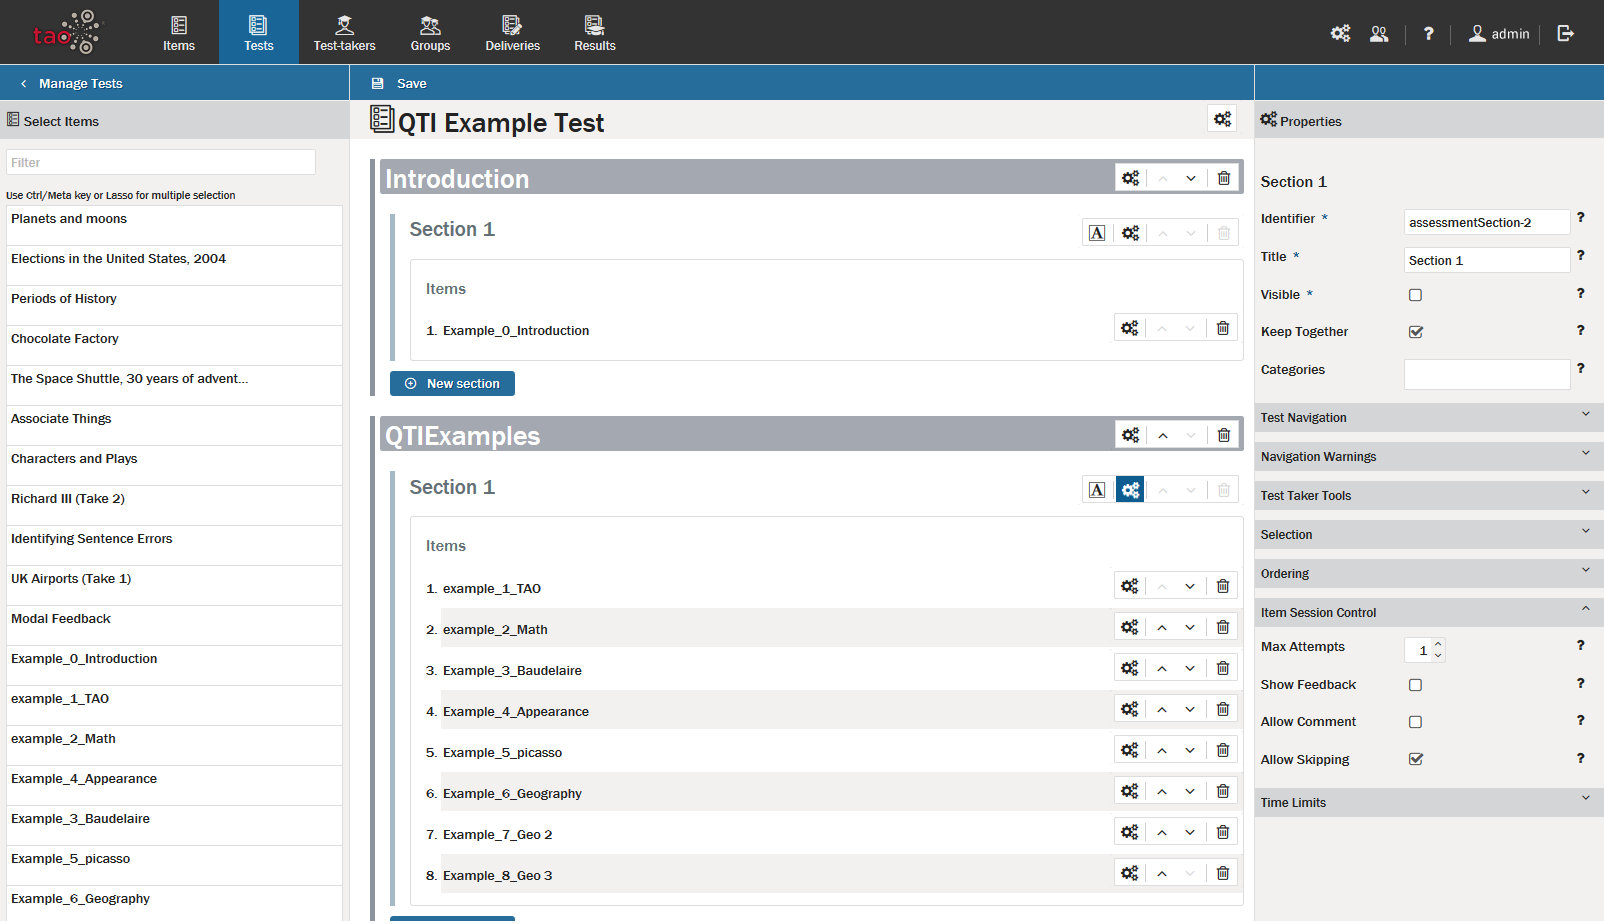 tao
Items
Tests
Test-takers
Groups
Deliveries
Results
?
admin
Manage Tests
Save
Select Items
Filter
Use Ctrl/Meta key or Lasso for multiple selection
Planets and moons
Elections in the United States, 2004
Periods of History
Chocolate Factory
The Space Shuttle, 30 years of advent...
Associate Things
Characters and Plays
Richard III (Take 2)
Identifying Sentence Errors
UK Airports (Take 1)
Modal Feedback
Example_0_Introduction
example_1_TAO
example_2_Math
Example_4_Appearance
Example_3_Baudelaire
Example_5_picasso
Example_6_Geography
QTI Example Test
Introduction
Section 1
A
Items
1. Example_0_Introduction
New section
QTIExamples
Section 1
A
Items
1. example_1_TAO
2. example_2_Math
3. Example_3_Baudelaire
4. Example_4_Appearance
5. Example_5_picasso
6. Example_6_Geography
7. Example_7_Geo 2
8. Example_8_Geo 3
Properties
Section 1
Identifier * assessmentSection-2 ?
Title * Section 1 ?
Visible * ?
Keep Together ?
Categories ?
Test Navigation
Navigation Warnings
Test Taker Tools
Selection
Ordering
Item Session Control
Max Attempts 1 ?
Show Feedback ?
Allow Comment ?
Allow Skipping ?
Time Limits